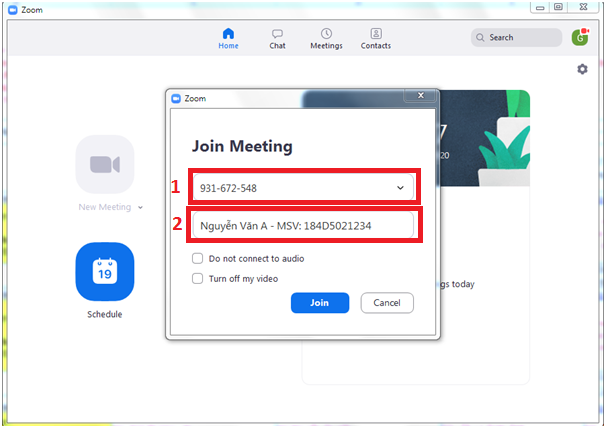 Zoom
Home
Chat
Meetings
Contacts
Search
G
Zoom
Join Meeting
1
931-672-548
2
Nguyễn Văn A - MSV: 184D5021234
Do not connect to audio
Turn off my video
Join
Cancel
New Meeting
19
Schedule
7
20
gs today